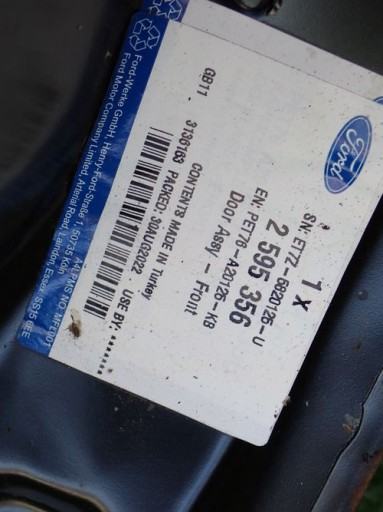 Ford
1 x
SN: ET7Z-6620126-U
2 595 356
EN: PET76-A20126-KB
Door Assy - Front
CONTENTS MADE IN Turkey
3136163 PACKED: 30AUG2022 . USE BY: *******
GB11 .
Ford-Werke GmbH, Henry-Ford-Straße 1, 50735 Köln
Ford Motor Company Limited, Arterial Road, Laindon, Essex SS15 6EE